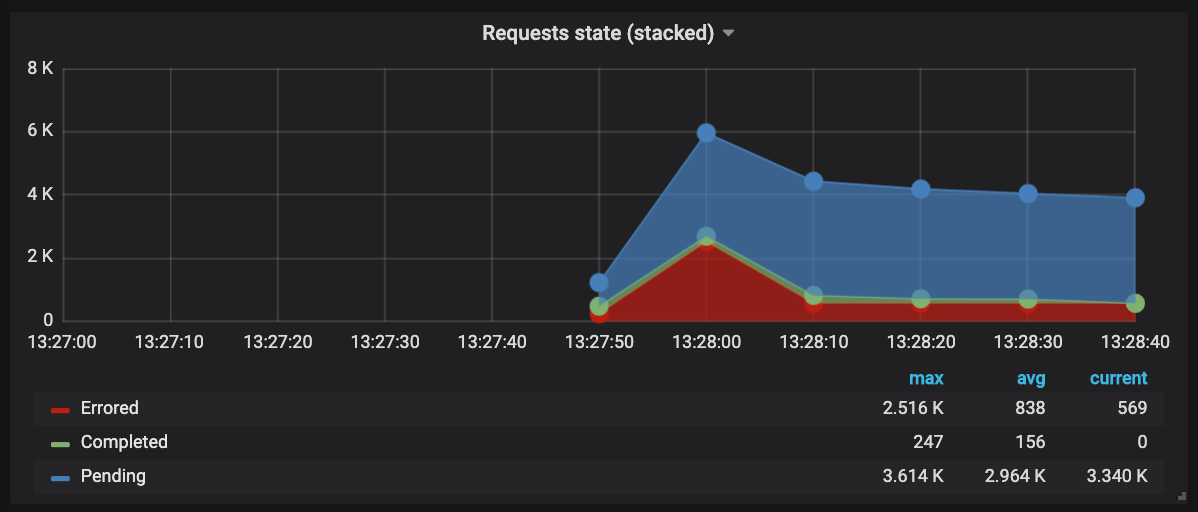 Requests state (stacked)
8 K
6 K
4 K
2 K
0
13:27:00 13:27:10 13:27:20 13:27:30 13:27:40 13:27:50 13:28:00 13:28:10 13:28:20 13:28:30 13:28:40
max avg current
Errored 2.516 K 838 569
Completed 247 156 0
Pending 3.614 K 2.964 K 3.340 K